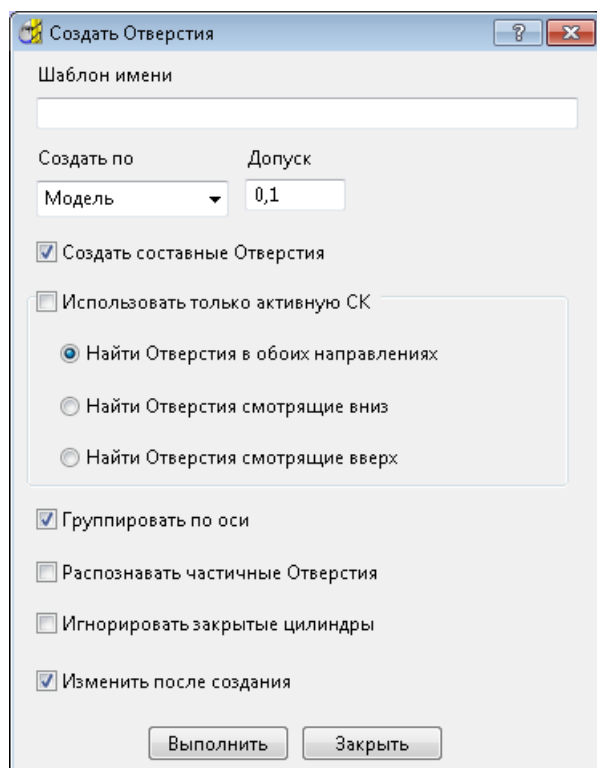 Создать Отверстия
Шаблон имени
Создать по Допуск
Модель 0,1
Создать составные Отверстия
Использовать только активную СК
Найти Отверстия в обоих направлениях
Найти Отверстия смотрящие вниз
Найти Отверстия смотрящие вверх
Группировать по оси
Распознавать частичные Отверстия
Игнорировать закрытые цилиндры
Изменить после создания
Выполнить Закрыть